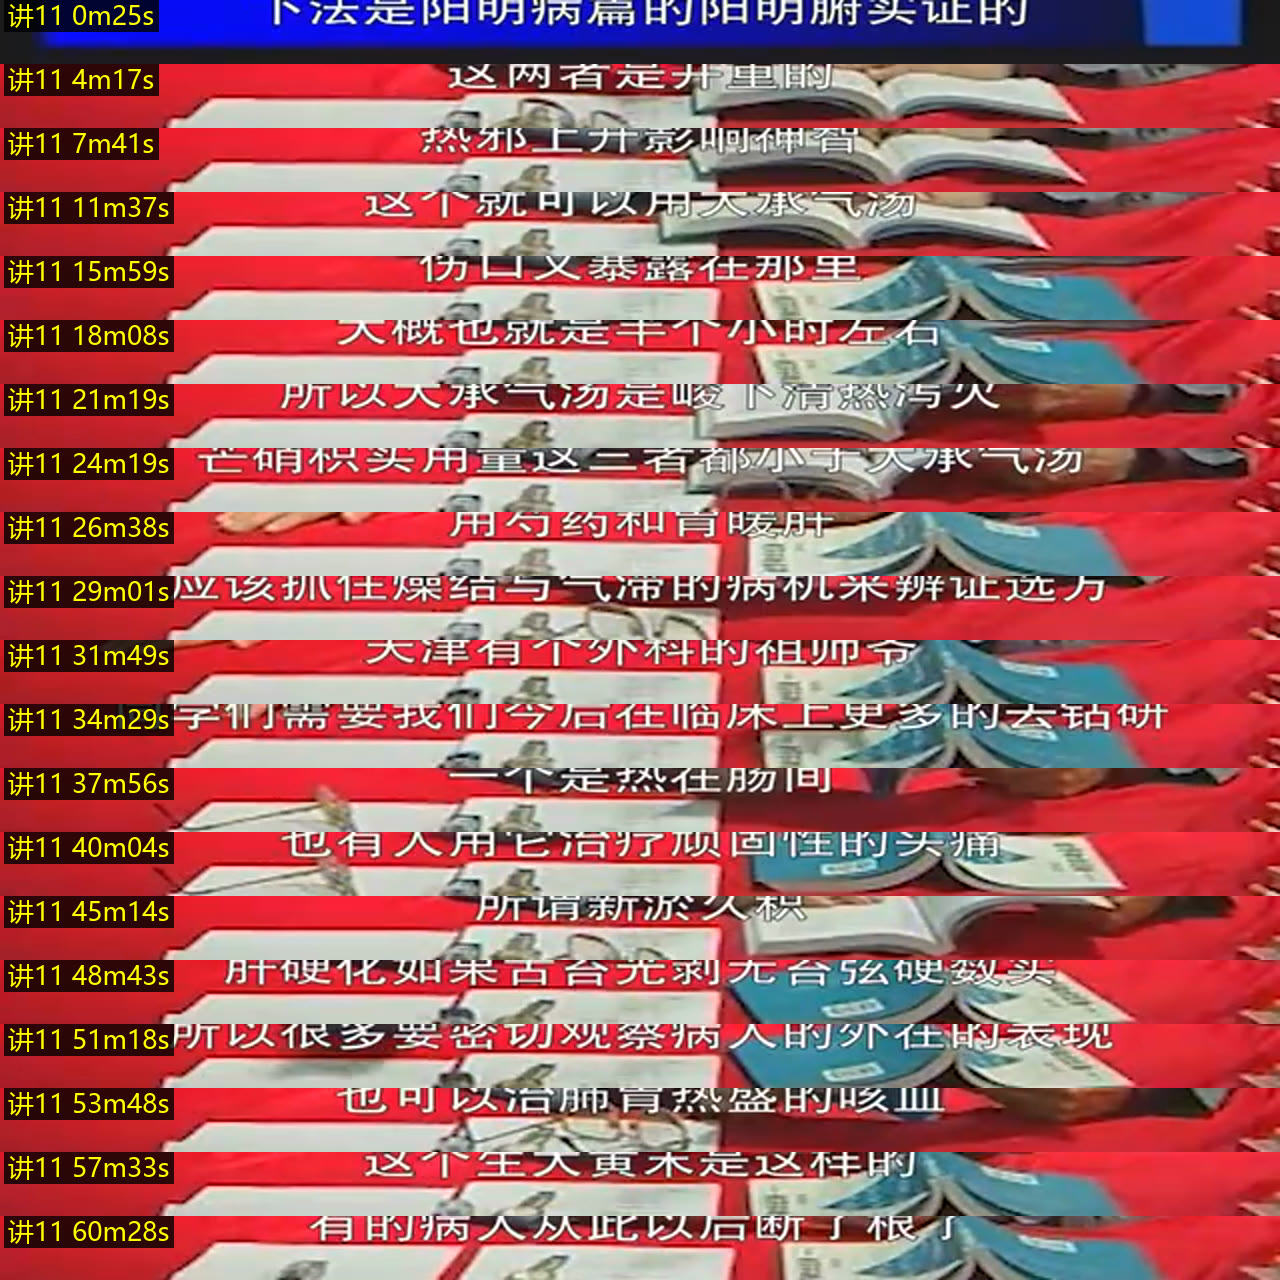 讲11 0m25s 下法是阳明病篇的阳明腑实证的
讲11 4m17s 这两者是并重的
讲11 7m41s 热邪上升影响神智
讲11 11m37s 这个就可以用大承气汤
讲11 15m59s 伤口又暴露在那里
讲11 18m08s 大概也就是半个小时左右
讲11 21m19s 所以大承气汤是峻下清热泻火
讲11 24m19s 芒硝枳实用量这三者都小于大承气汤
讲11 26m38s 用芍药和胃暖肝
讲11 29m01s 应该抓住燥结与气滞的病机来辨证选方
讲11 31m49s 天津有个外科的祖师爷
讲11 34m29s 学们需要我们今后在临床上更多的去钻研
讲11 37m56s 一个是热在肠间
讲11 40m04s 也有人用它治疗顽固性的头痛
讲11 45m14s 所谓新淤久积
讲11 48m43s 肝硬化如果舌苔光剥无苔弦硬数实
讲11 51m18s 所以很多要密切观察病人的外在的表现
讲11 53m48s 也可以治肺胃热盛的咳血
讲11 57m33s 这个生大黄末是这样的
讲11 60m28s 有的病人从此以后断了根了